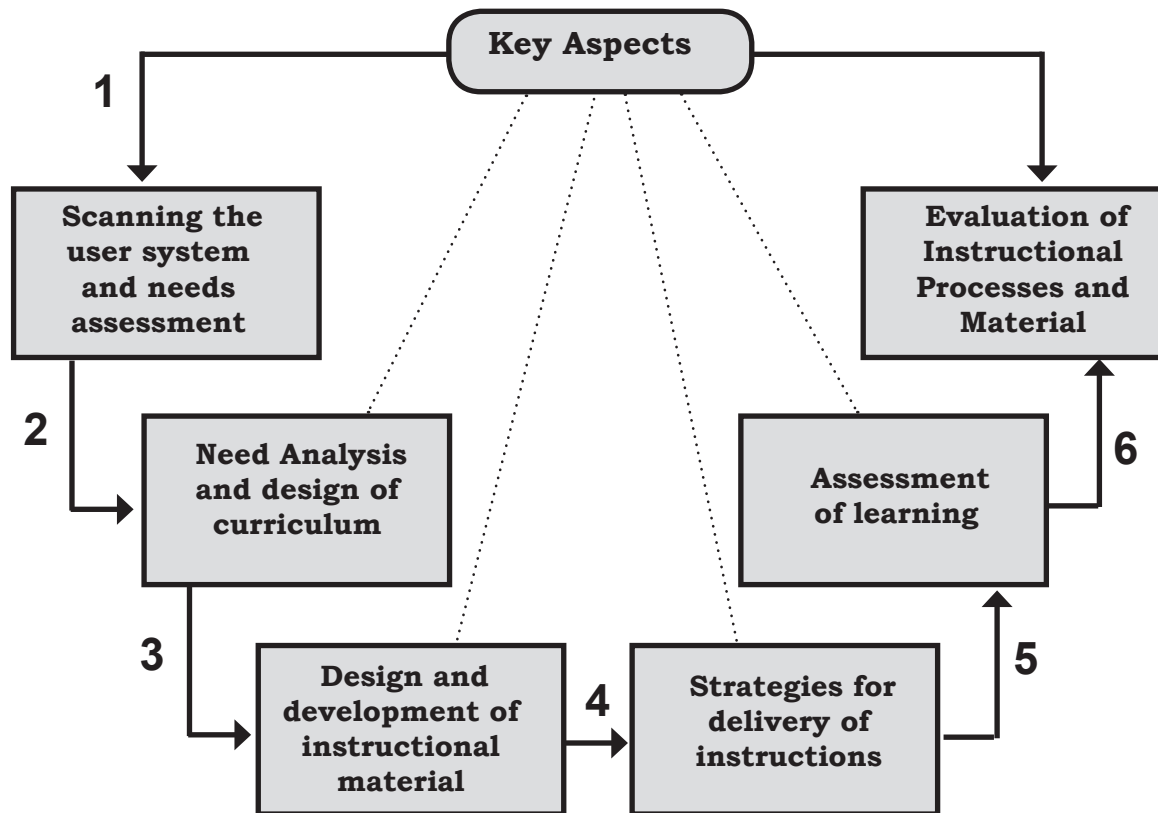 Key Aspects
1
Scanning the
user system
and needs
assessment
2
Need Analysis
and design of
curriculum
3
Design and
development of
instructional
material
4
Strategies for
delivery of
instructions
5
Assessment
of learning
6
Evaluation of
Instructional
Processes and
Material